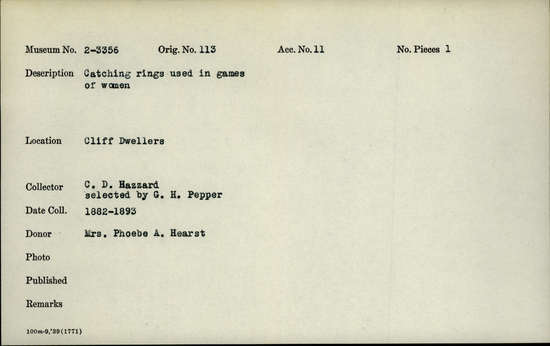 Museum No. 2-3356 Orig. No. 113 Acc. No. 11 No. Pieces 1
Description Catching rings used in games
of women
Location Cliff Dwellers
Collector C. D. Hazzard
selected by G. H. Pepper
Date Coll. 1882-1893
Donor Mrs. Phoebe A. Hearst
Photo
Published
Remarks
100m-9,'39(1771)